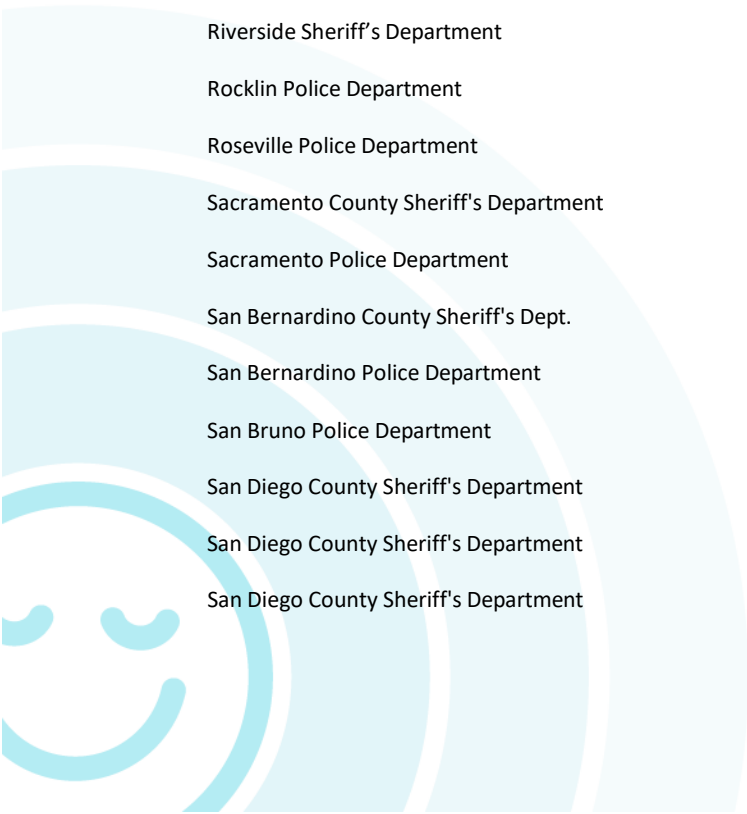 Riverside Sheriff’s Department
Rocklin Police Department
Roseville Police Department
Sacramento County Sheriff's Department
Sacramento Police Department
San Bernardino County Sheriff's Dept.
San Bernardino Police Department
San Bruno Police Department
San Diego County Sheriff's Department
San Diego County Sheriff's Department
San Diego County Sheriff's Department